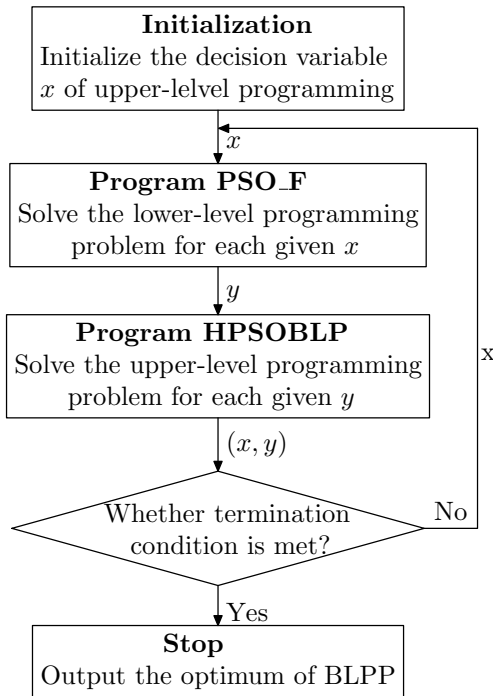 Initialization
Initialize the decision variable
x of upper-lelvel programming
x
Program PSO_F
Solve the lower-level programming
problem for each given x
y
Program HPSOBLP
Solve the upper-level programming
problem for each given y
x
(x, y)
Whether termination
condition is met?
No
Yes
Stop
Output the optimum of BLPP